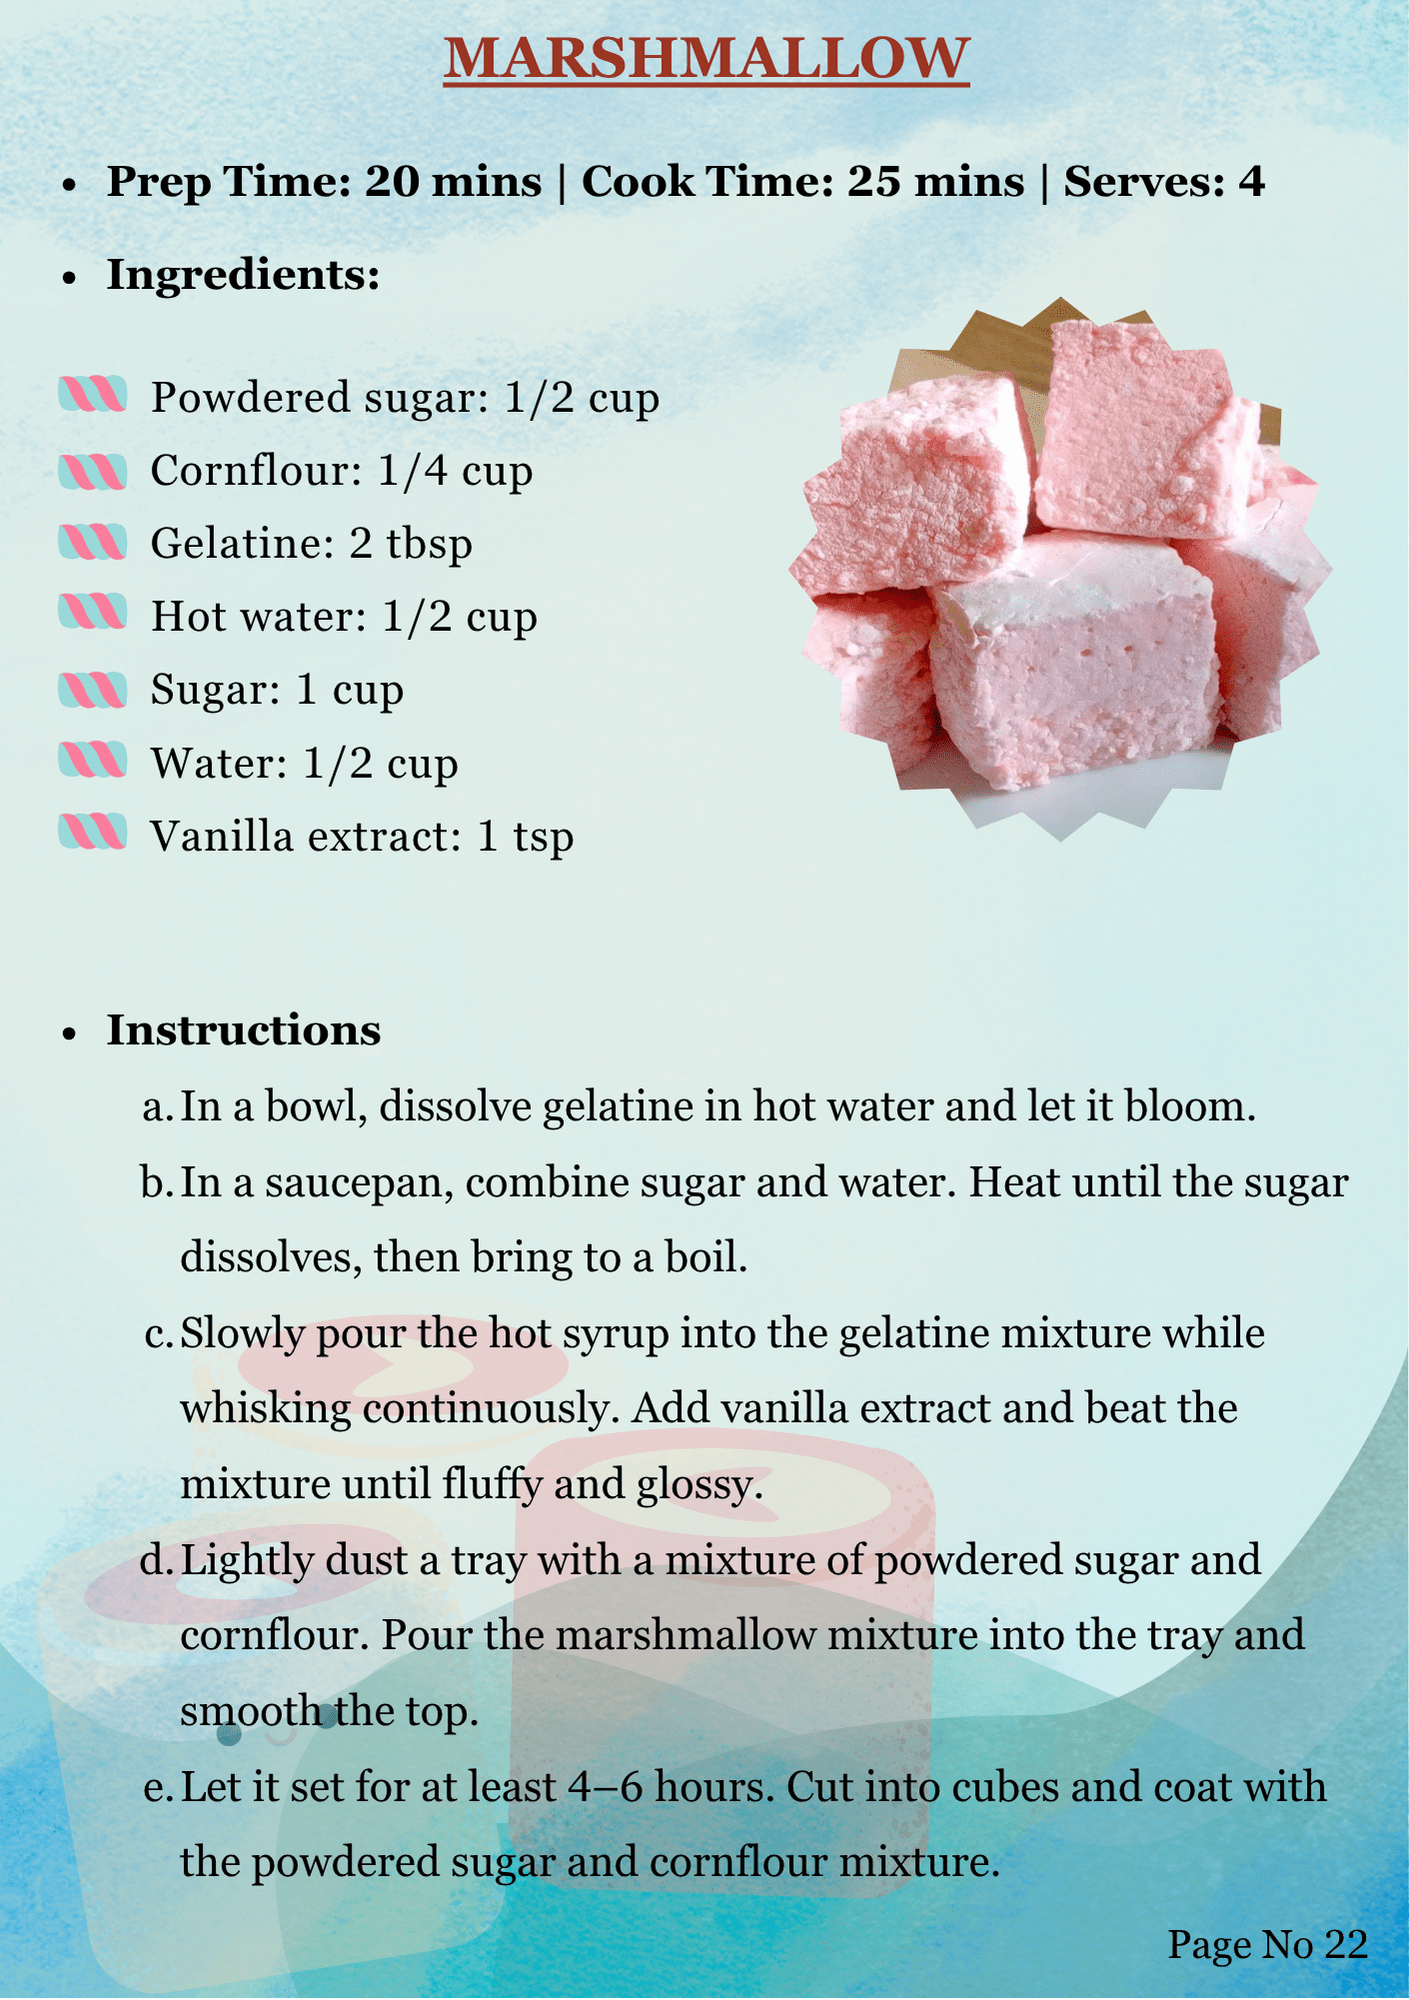 MARSHMALLOW
• Prep Time: 20 mins | Cook Time: 25 mins | Serves: 4
• Ingredients:
Powdered sugar: 1/2 cup
Cornflour: 1/4 cup
Gelatine: 2 tbsp
Hot water: 1/2 cup
Sugar: 1 cup
Water: 1/2 cup
Vanilla extract: 1 tsp
• Instructions
a. In a bowl, dissolve gelatine in hot water and let it bloom.
b. In a saucepan, combine sugar and water. Heat until the sugar
dissolves, then bring to a boil.
c. Slowly pour the hot syrup into the gelatine mixture while
whisking continuously. Add vanilla extract and beat the
mixture until fluffy and glossy.
d. Lightly dust a tray with a mixture of powdered sugar and
cornflour. Pour the marshmallow mixture into the tray and
smooth the top.
e. Let it set for at least 4–6 hours. Cut into cubes and coat with
the powdered sugar and cornflour mixture.
Page No 22